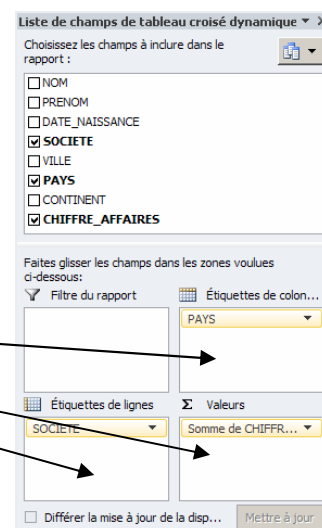 Liste de champs de tableau croisé dynamique
Choisissez les champs à inclure dans le
rapport :
NOM
PRENOM
DATE_NAISSANCE
SOCIETE
VILLE
PAYS
CONTINENT
CHIFFRE_AFFAIRES
Faites glisser les champs dans les zones voulues
ci-dessous:
Filtre du rapport
Étiquettes de colon...
PAYS
Étiquettes de lignes
Σ Valeurs
SOCIETE
Somme de CHIFFR...
Différer la mise à jour de la disp...
Mettre à jour